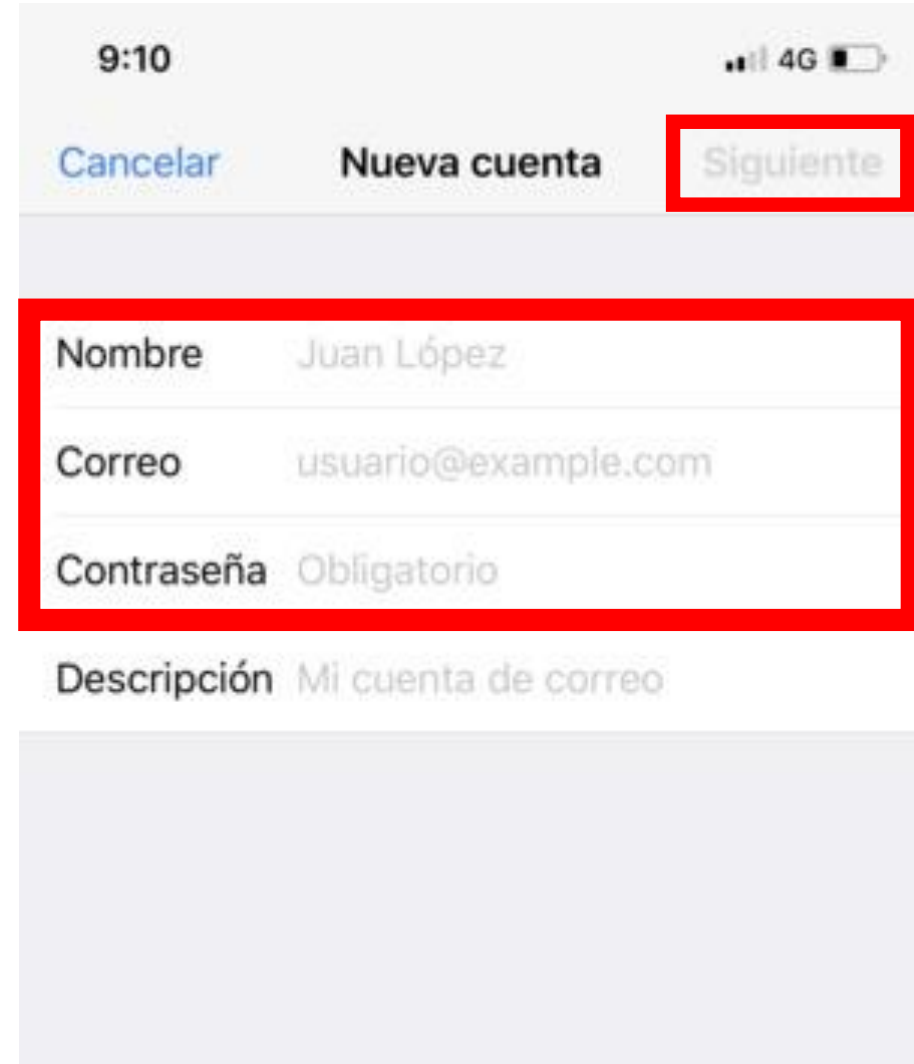 9:10 4G
Cancelar Nueva cuenta Siguiente
Nombre Juan López
Correo usuario@example.com
Contraseña Obligatorio
Descripción Mi cuenta de correo